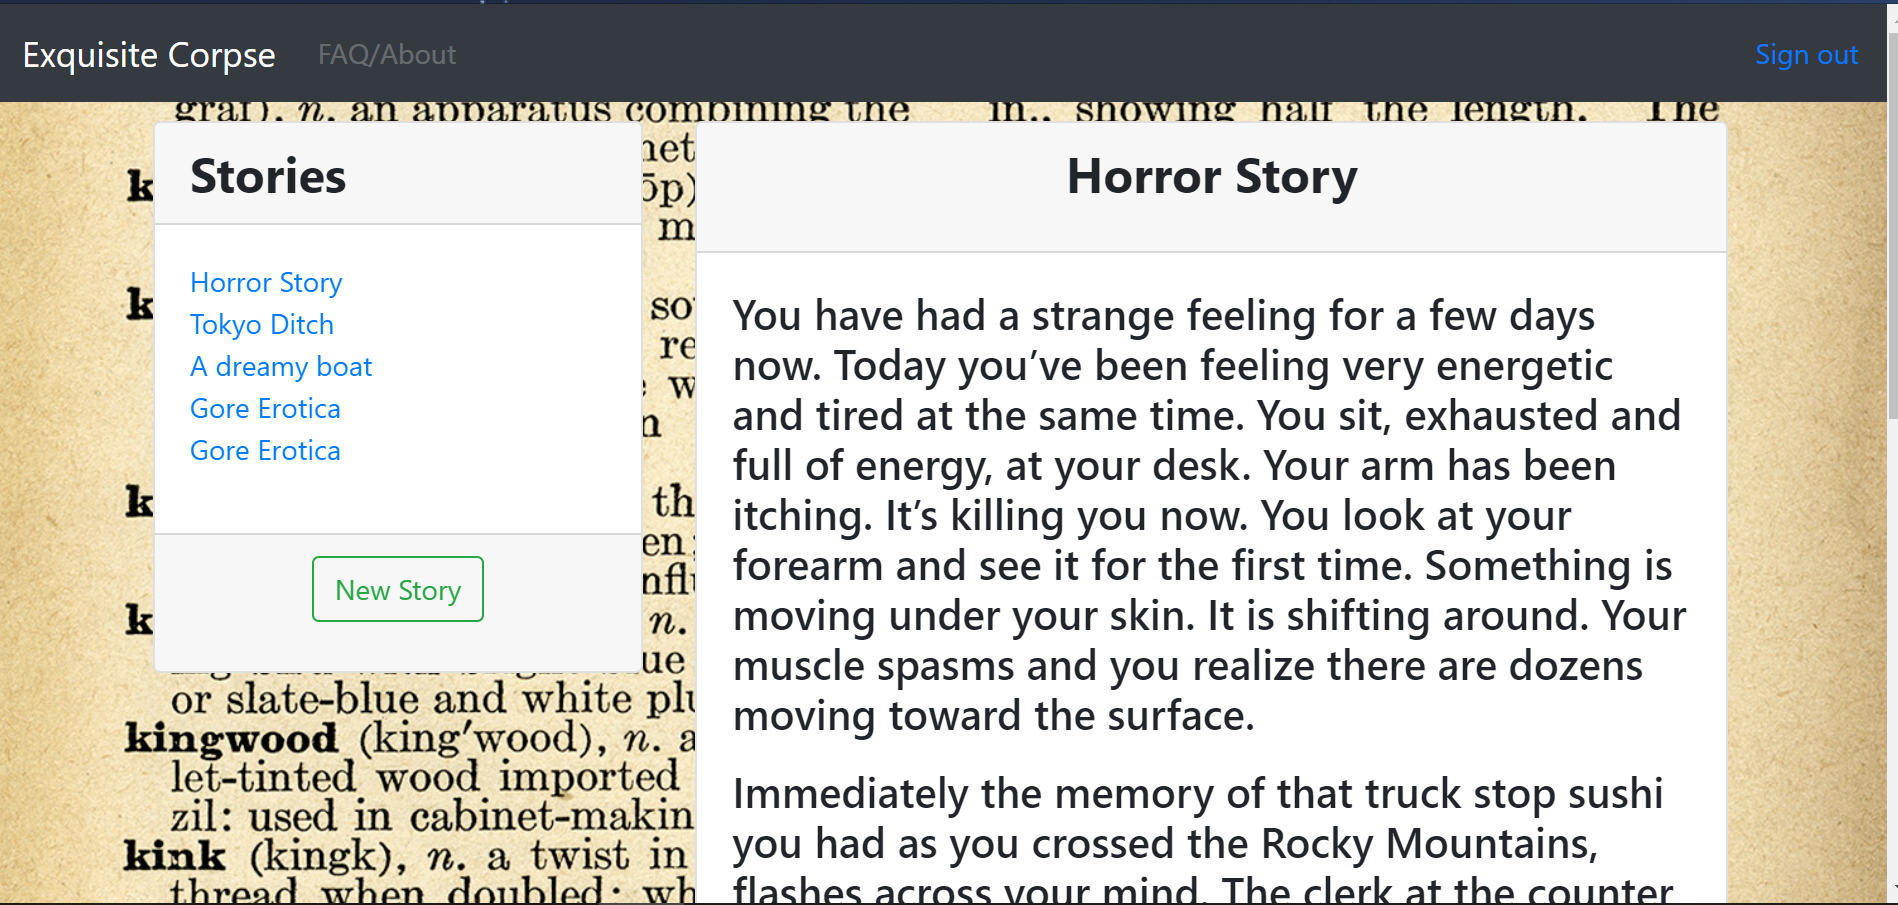 Exquisite Corpse FAQ/About Sign out
graf), n. an apparatus combining the in., showing half the length. The
Stories
Horror Story
Tokyo Ditch
A dreamy boat
Gore Erotica
Gore Erotica
New Story
Horror Story
You have had a strange feeling for a few days
now. Today you’ve been feeling very energetic
and tired at the same time. You sit, exhausted and
full of energy, at your desk. Your arm has been
itching. It’s killing you now. You look at your
forearm and see it for the first time. Something is
moving under your skin. It is shifting around. Your
muscle spasms and you realize there are dozens
moving toward the surface.
Immediately the memory of that truck stop sushi
you had as you crossed the Rocky Mountains,
flashes across your mind. The clerk at the counter
or slate-blue and white plu
kingwood (king′wood), n. a
let-tinted wood imported
zil: used in cabinet-makin
kink (kingk), n. a twist in
thread when doubled; wh